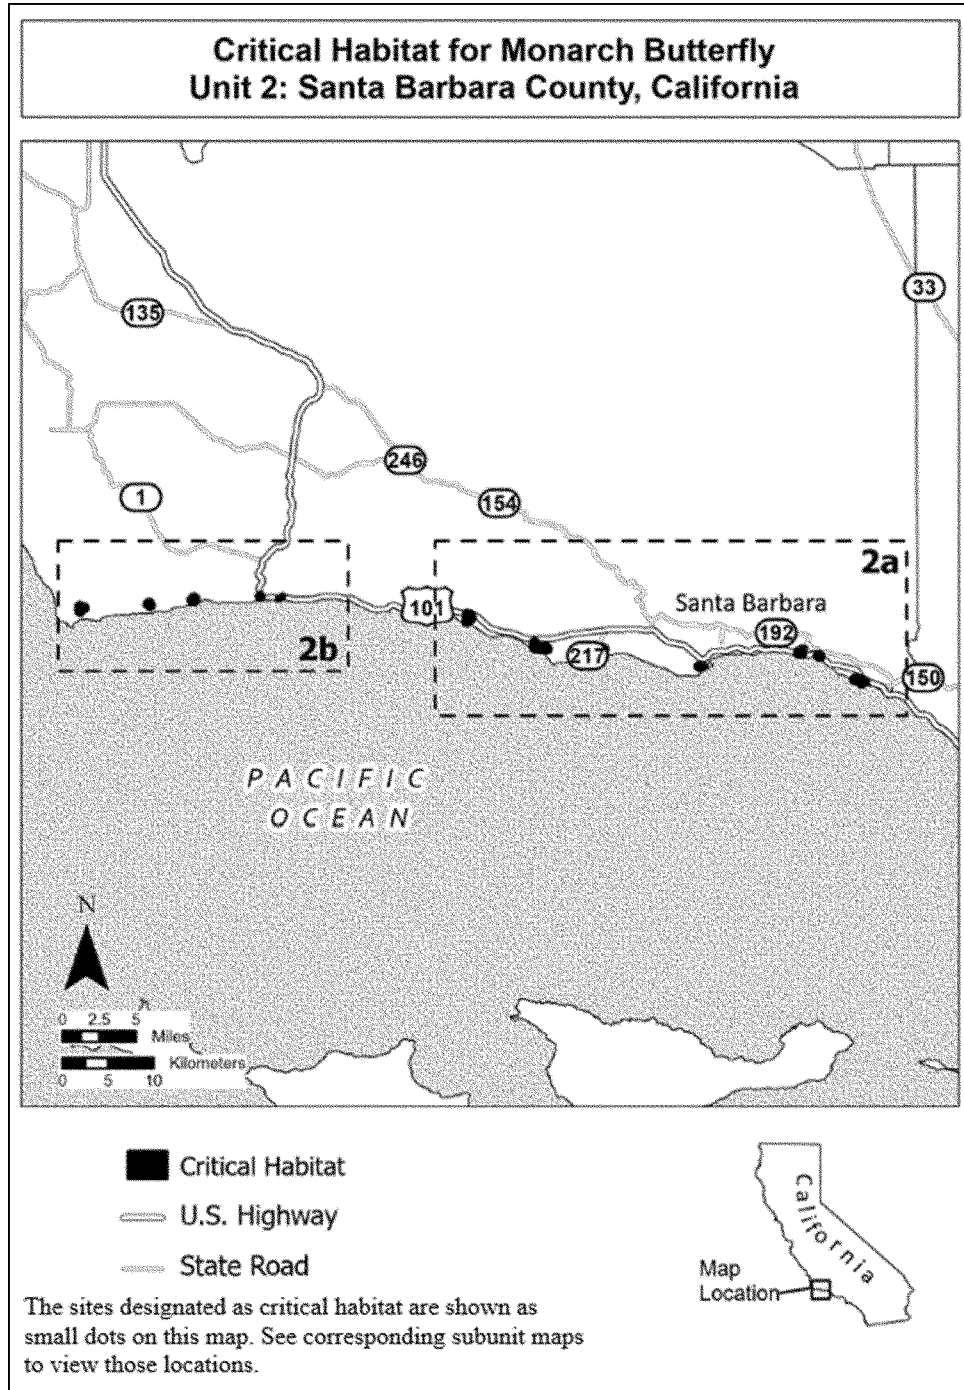 Critical Habitat for Monarch Butterfly
Unit 2: Santa Barbara County, California
33
135
246
1
154
2a
Santa Barbara
101
192
217
2b
150
PACIFIC
OCEAN
N
0 2.5 5
Miles
Kilometers
0 5 10
Critical Habitat
U.S. Highway
State Road
California
Map
Location
The sites designated as critical habitat are shown as
small dots on this map. See corresponding subunit maps
to view those locations.